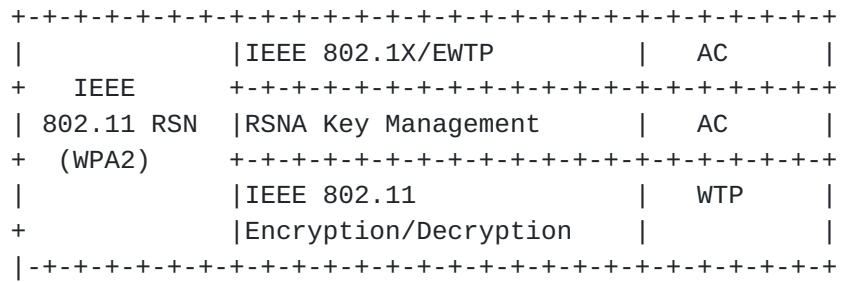 +-+-+-+-+-+-+-+-+-+-+-+-+-+-+-+-+-+-+-+-+-+-+-+-+-+-+
|             |IEEE 802.1X/EWTP         |   AC      |
+   IEEE      +-+-+-+-+-+-+-+-+-+-+-+-+-+-+-+-+-+-+-+
| 802.11 RSN  |RSNA Key Management      |   AC      |
+  (WPA2)     +-+-+-+-+-+-+-+-+-+-+-+-+-+-+-+-+-+-+-+
|             |IEEE 802.11              |   WTP     |
+             |Encryption/Decryption    |           |
|-+-+-+-+-+-+-+-+-+-+-+-+-+-+-+-+-+-+-+-+-+-+-+-+-+-+